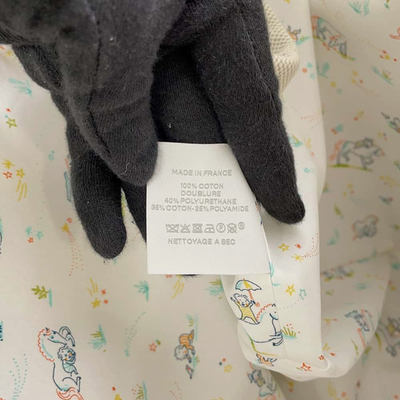 MADE IN FRANCE
100% COTON
DOUBLURE
40% POLYURETHANE
35% COTON-25% POLYAMIDE
NETTOYAGE A SEC